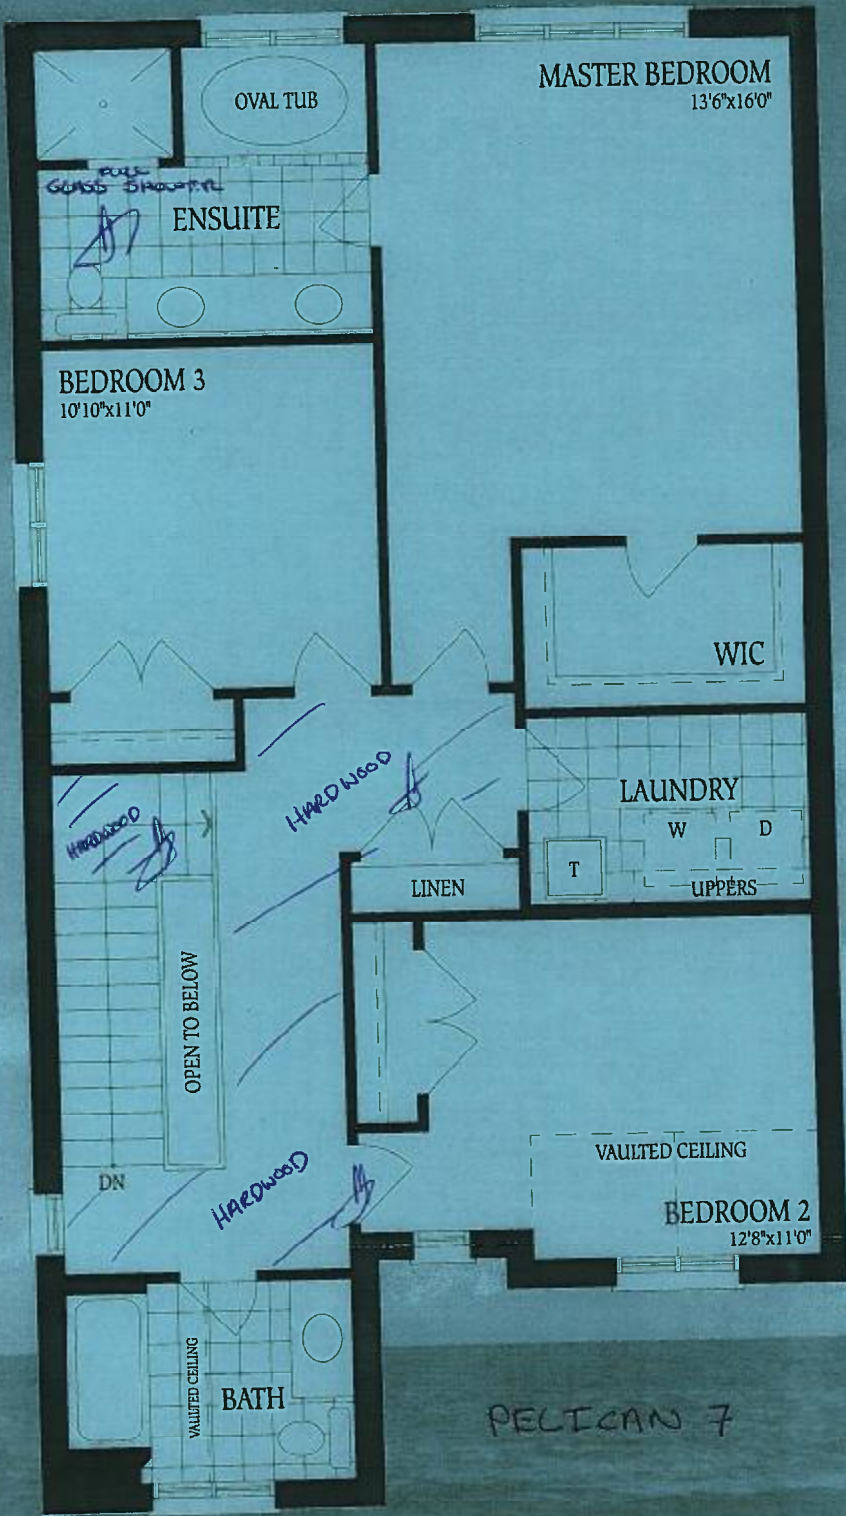 OVAL TUB
MASTER BEDROOM
13'6"x16'0"
FULL
GLASS SHOWER
ENSUITE
BEDROOM 3
10'10"x11'0"
WIC
HARDWOOD
HARDWOOD
LAUNDRY
W
D
T
UPPERS
LINEN
OPEN TO BELOW
DN
HARDWOOD
VAULTED CEILING
BEDROOM 2
12'8"x11'0"
VAULTED CEILING
BATH
PELICAN 7